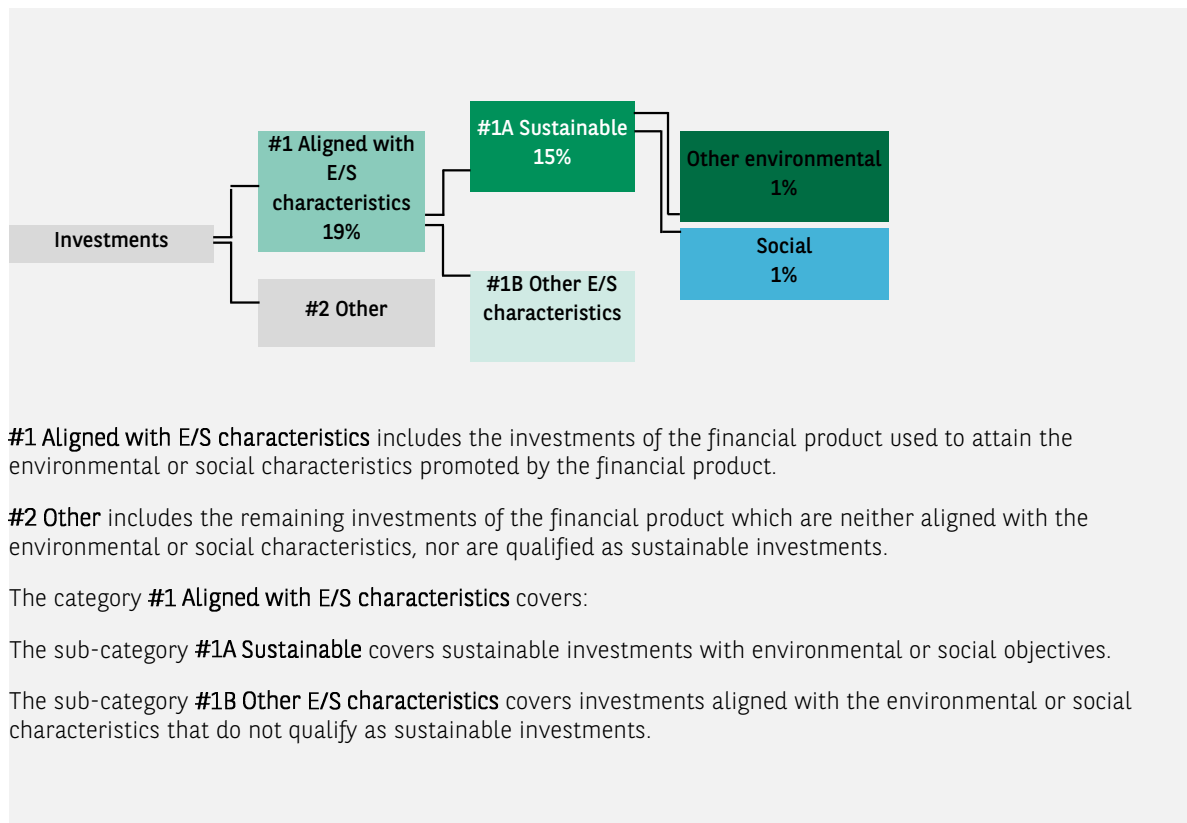 #1A Sustainable
15%
#1 Aligned with
E/S
characteristics
19%
Other environmental
1%
Investments
Social
1%
#1B Other E/S
characteristics
#2 Other
#1 Aligned with E/S characteristics includes the investments of the financial product used to attain the
environmental or social characteristics promoted by the financial product.
#2 Other includes the remaining investments of the financial product which are neither aligned with the
environmental or social characteristics, nor are qualified as sustainable investments.
The category #1 Aligned with E/S characteristics covers:
The sub-category #1A Sustainable covers sustainable investments with environmental or social objectives.
The sub-category #1B Other E/S characteristics covers investments aligned with the environmental or social
characteristics that do not qualify as sustainable investments.